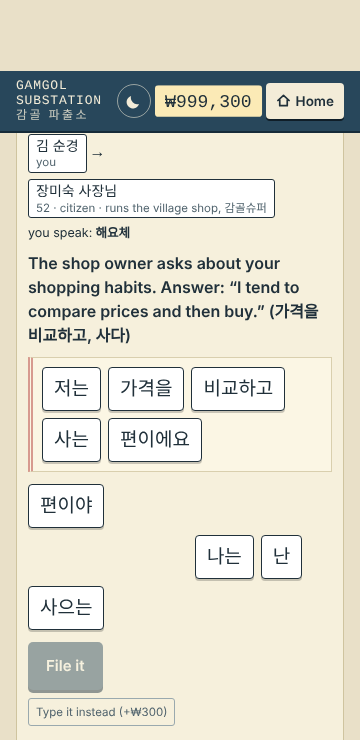 GAMGOL
SUBSTATION
감골 파출소
₩999,300
Home
김 순경
you
→
장미숙 사장님
52 · citizen · runs the village shop, 감골슈퍼
you speak: 해요체
The shop owner asks about your
shopping habits. Answer: “I tend to
compare prices and then buy.” (가격을
비교하고, 사다)
저는 가격을 비교하고
사는 편이에요
편이야
나는 난
사으는
File it
Type it instead (+₩300)